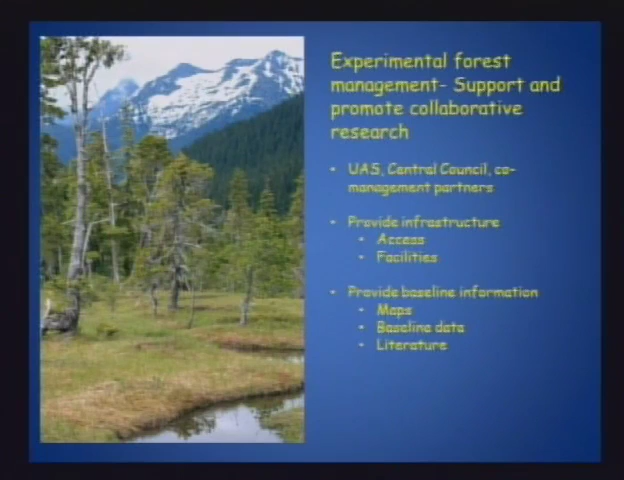 Experimental forest
management- Support and
promote collaborative
research
• UAS, Central Council, co-
management partners
• Provide infrastructure
• Access
• Facilities
• Provide baseline information
• Maps
• Baseline data
• Literature